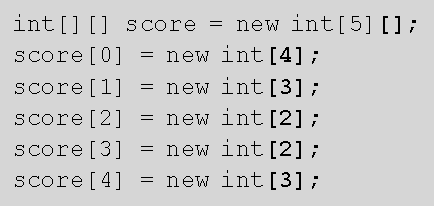 int[][] score = new int[5][];
score[0] = new int[4];
score[1] = new int[3];
score[2] = new int[2];
score[3] = new int[2];
score[4] = new int[3];